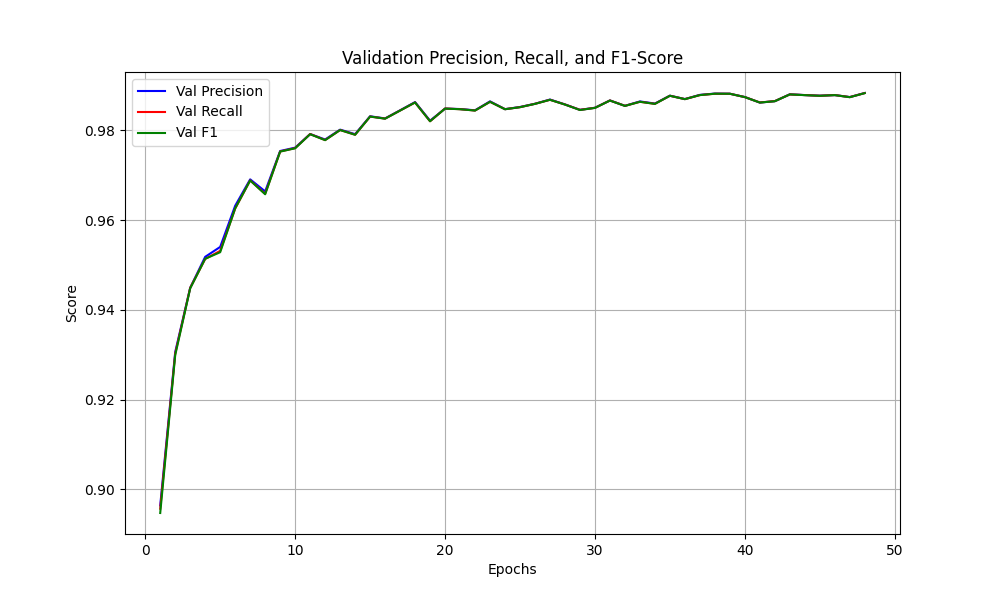 Validation Precision, Recall, and F1-Score
Val Precision
Val Recall
Val F1
0.98
0.96
0.94
0.92
0.90
Score
0 10 20 30 40 50
Epochs